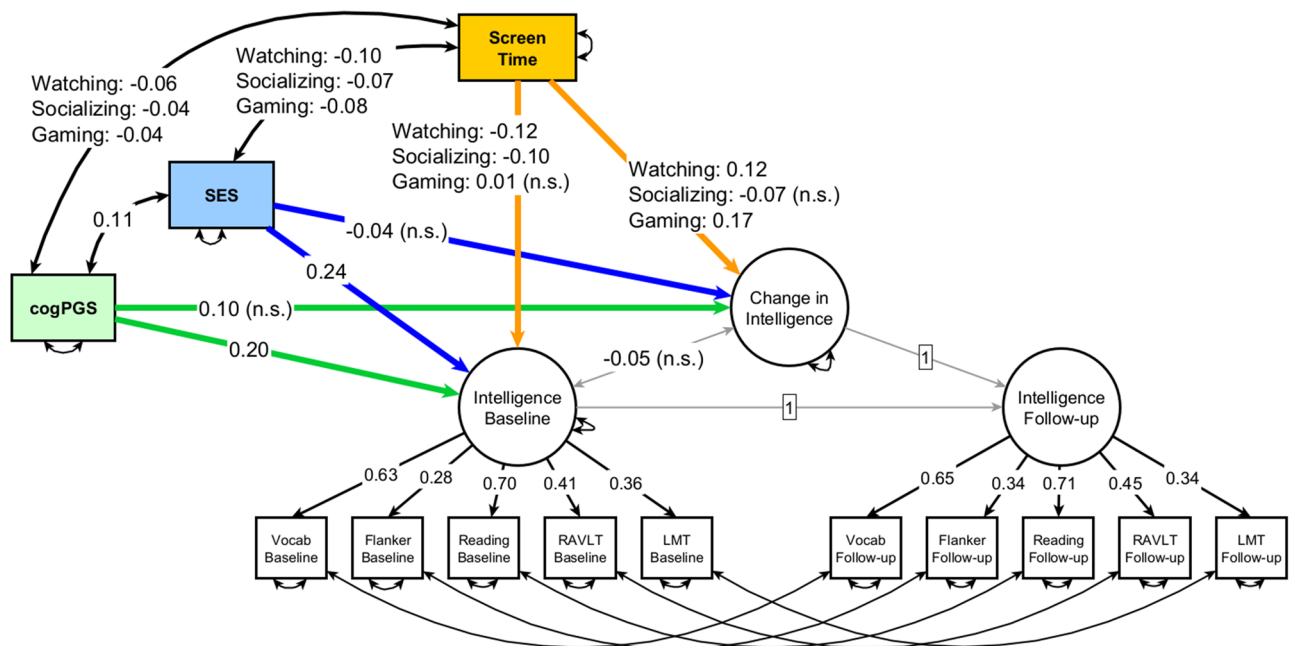 Screen
Time
Watching: -0.06
Socializing: -0.04
Gaming: -0.04
Watching: -0.10
Socializing: -0.07
Gaming: -0.08
Watching: -0.12
Socializing: -0.10
Gaming: 0.01 (n.s.)
Watching: 0.12
Socializing: -0.07 (n.s.)
Gaming: 0.17
SES
0.11
-0.04 (n.s.)
0.24
cogPGS
0.10 (n.s.)
0.20
Change in
Intelligence
-0.05 (n.s.)
1
Intelligence
Baseline
1
Intelligence
Follow-up
0.63
0.28
0.70
0.41
0.36
0.65
0.34
0.71
0.45
0.34
Vocab
Baseline
Flanker
Baseline
Reading
Baseline
RAVLT
Baseline
LMT
Baseline
Vocab
Follow-up
Flanker
Follow-up
Reading
Follow-up
RAVLT
Follow-up
LMT
Follow-up